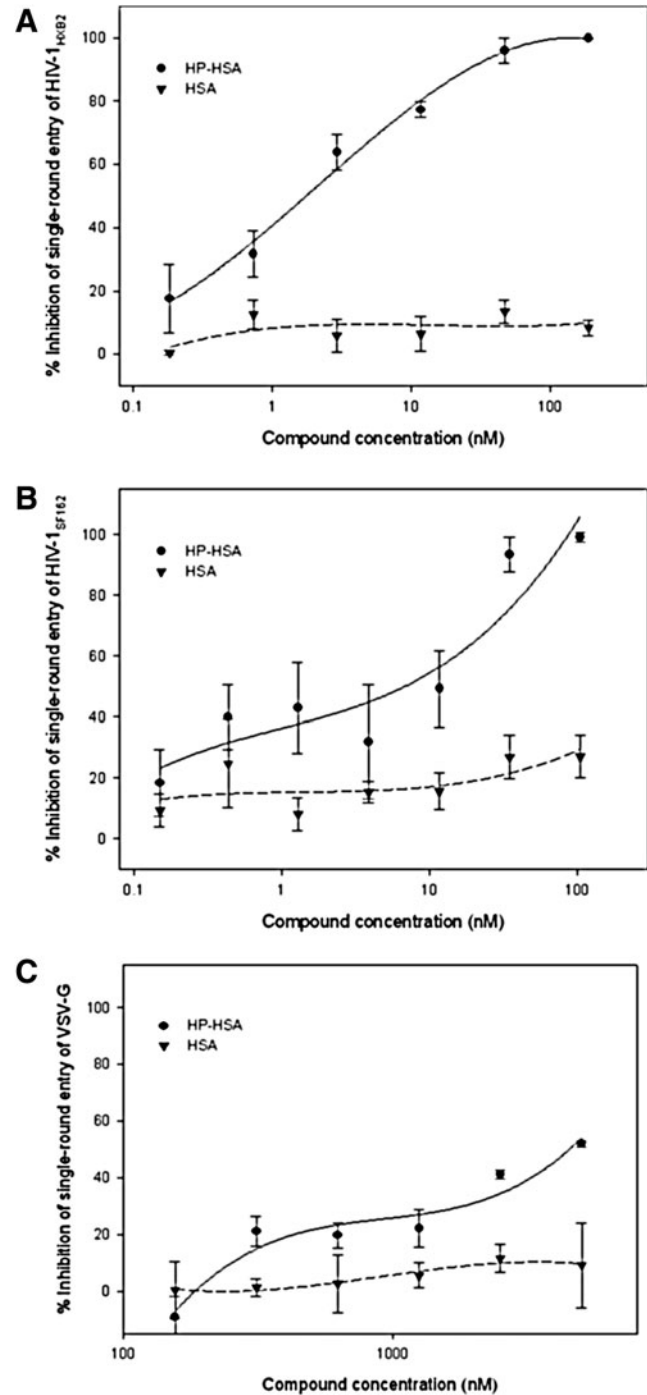 A
% Inhibition of single-round entry of HIV-1HXB2
100
80
60
40
20
0
HP-HSA
HSA
0.1
1
10
100
Compound concentration (nM)
B
% Inhibition of single-round entry of HIV-1SF162
100
80
60
40
20
0
HP-HSA
HSA
0.1
1
10
100
Compound concentration (nM)
C
% Inhibition of single-round entry of VSV-G
100
80
60
40
20
0
HP-HSA
HSA
100
1000
Compound concentration (nM)